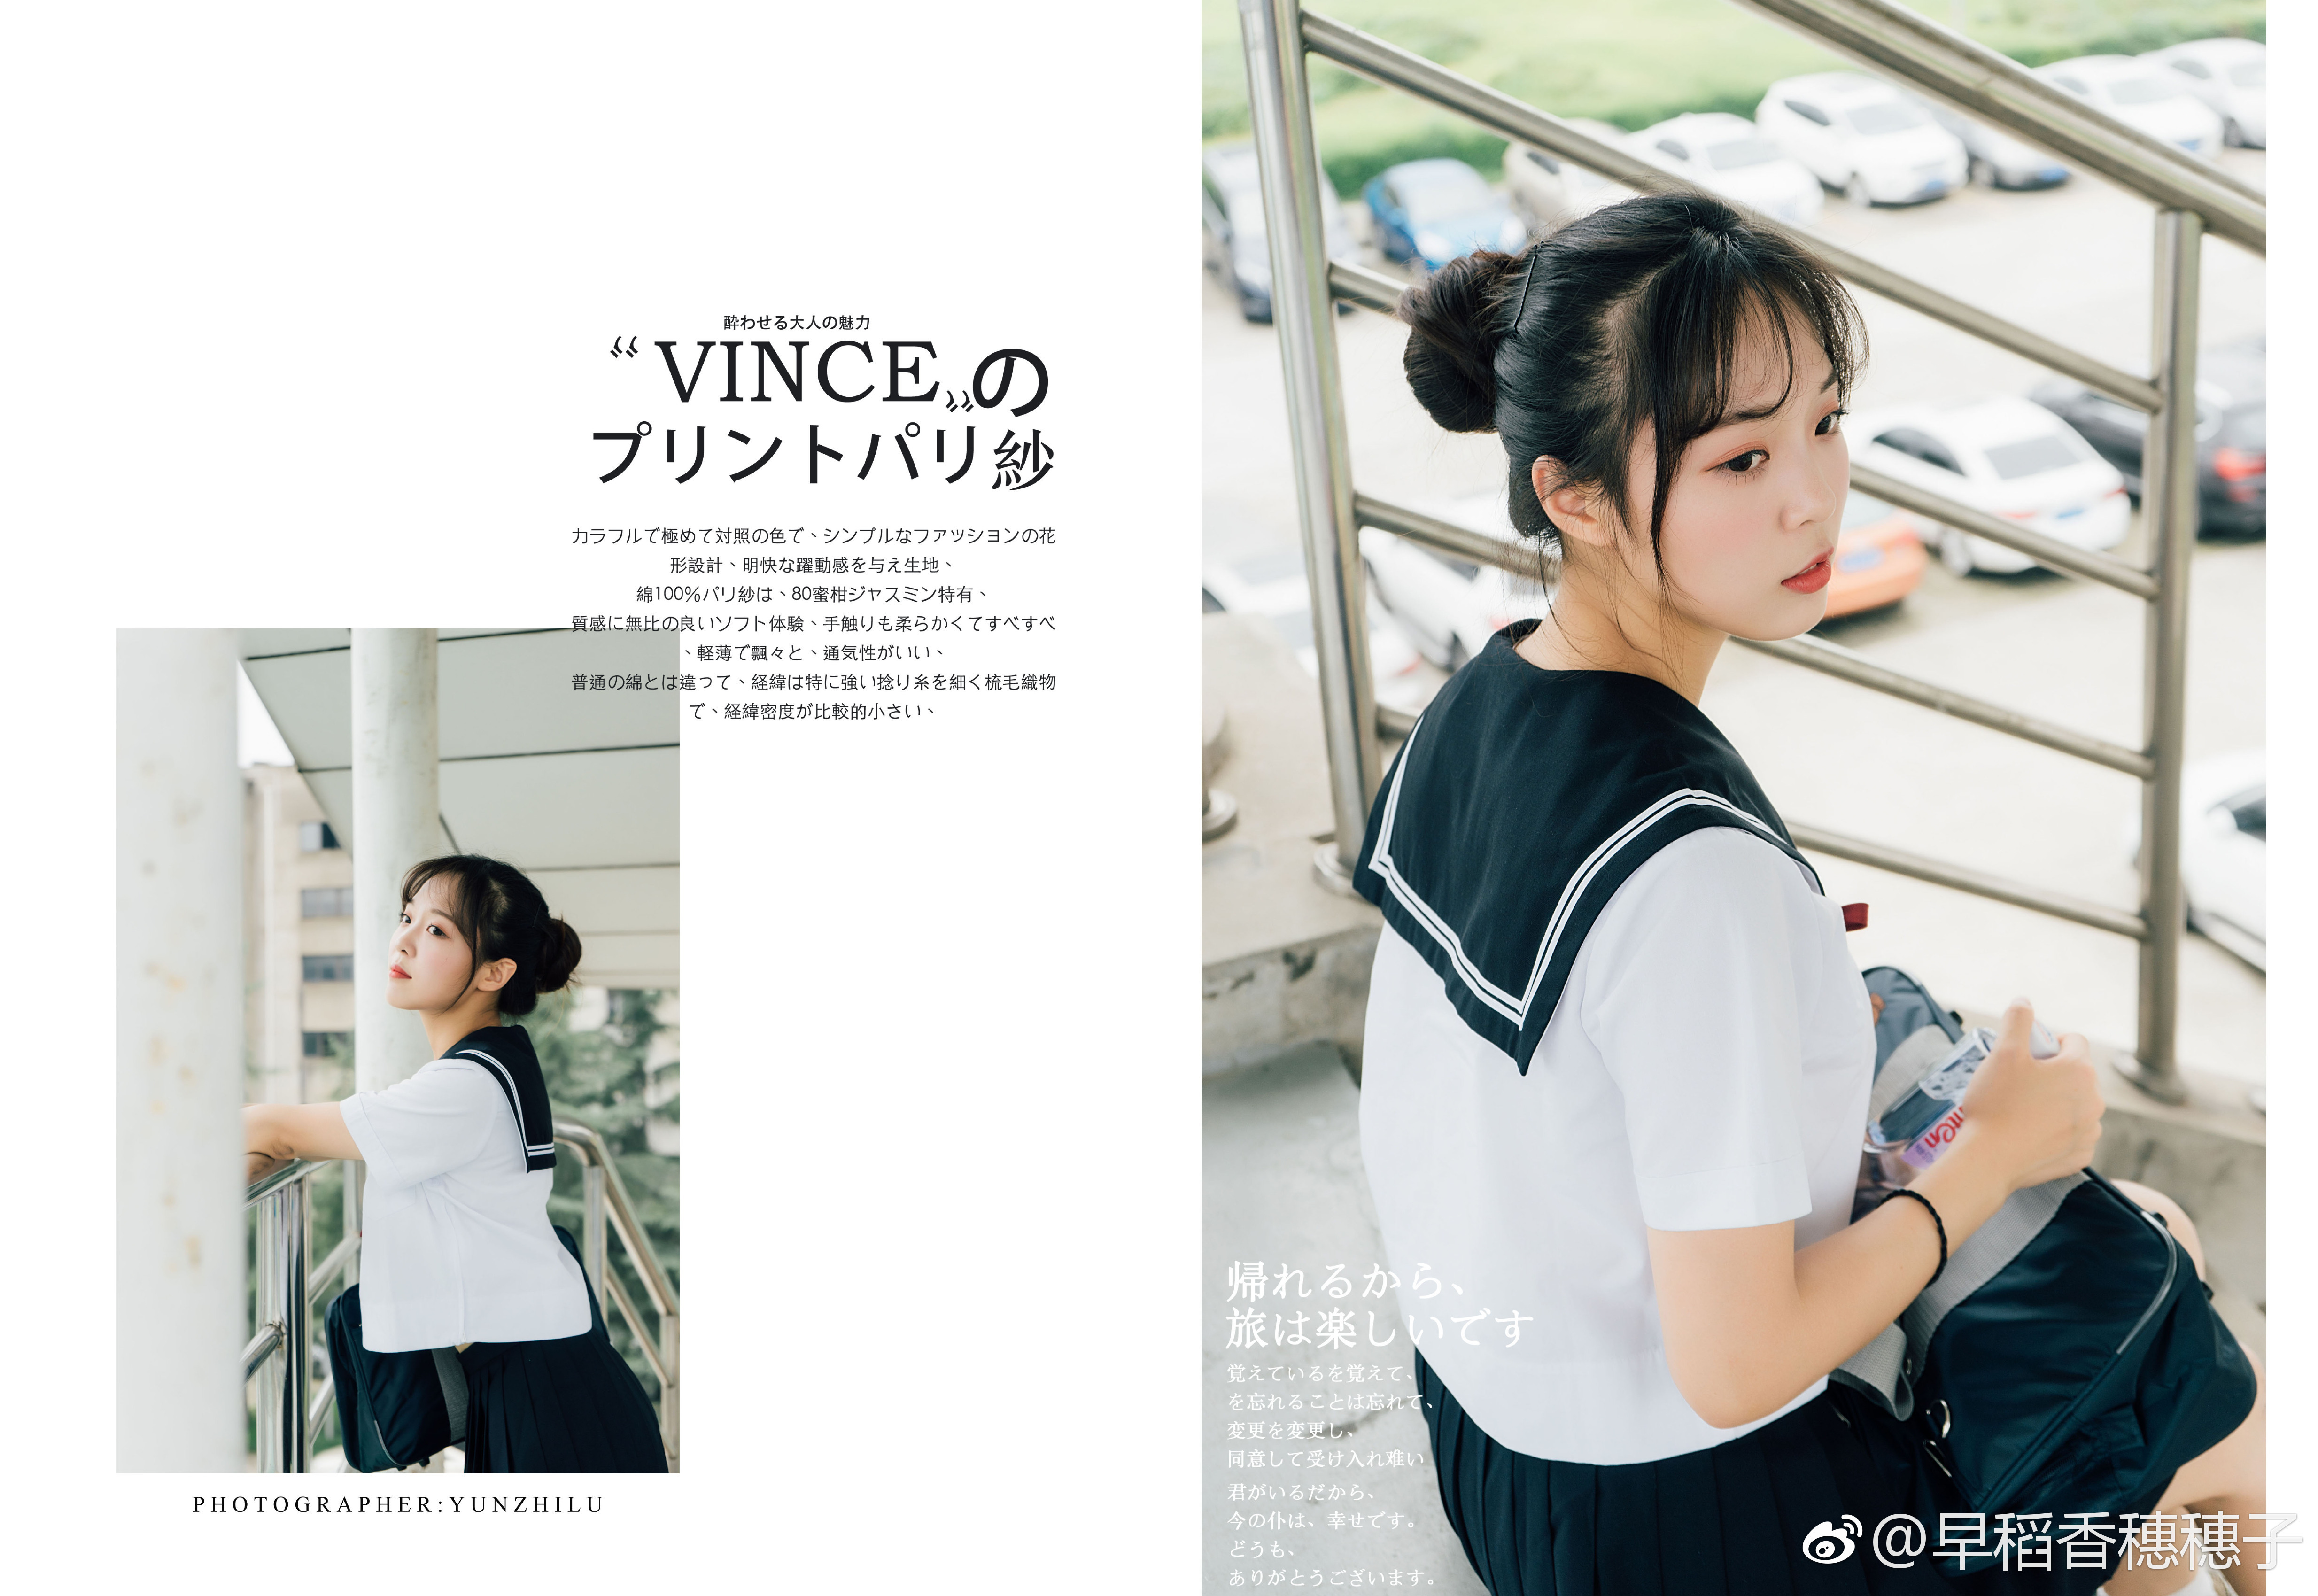 酔わせる大人の魅力
“VINCE„の
プリントパリ紗
カラフルで極めて対照の色で、シンプルなファッションの花
形設計、明快な躍動感を与え生地、
綿100%パリ紗は、80蜜柑ジャスミン特有、
質感に無比の良いソフト体験、手触りも柔らかくてすべすべ
、軽薄で飄々と、通気性がいい、
普通の綿とは違って、経緯は特に強い捻り糸を細く梳毛織物
で、経緯密度が比較的小さい、
PHOTOGRAPHER:YUNZHILU
帰れるから、
旅は楽しいです
覚えているを覚えて、
を忘れることは忘れて、
変更を変更し、
同意して受け入れ難い
君がいるだから、
今の仆は、幸せです。
どうも、
ありがとうございます。
@早稻香穗穗子